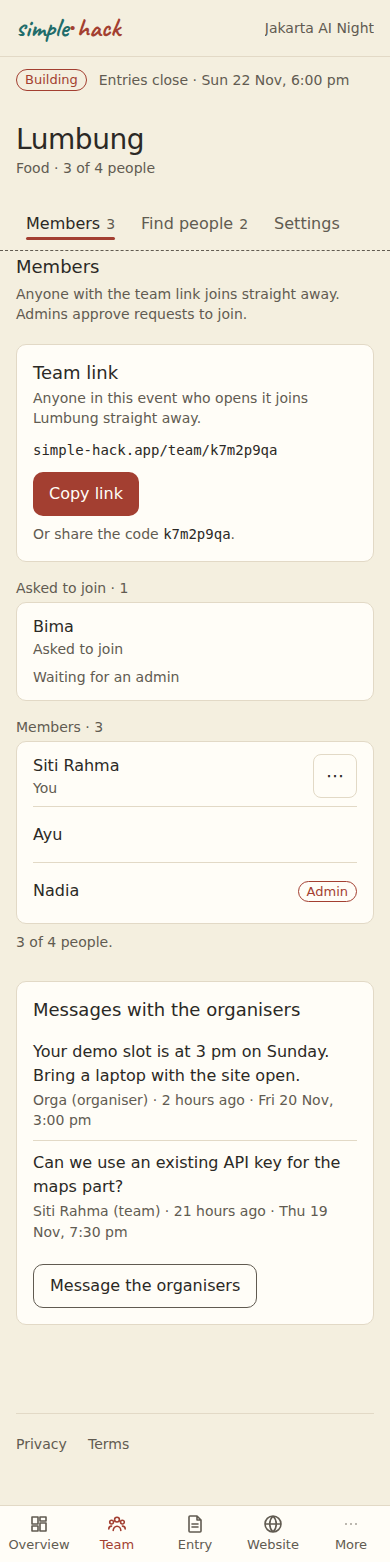 simple·hack
Jakarta AI Night
Building
Entries close · Sun 22 Nov, 6:00 pm
Lumbung
Food · 3 of 4 people
Members 3
Find people 2
Settings
Members
Anyone with the team link joins straight away.
Admins approve requests to join.
Team link
Anyone in this event who opens it joins
Lumbung straight away.
simple-hack.app/team/k7m2p9qa
Copy link
Or share the code k7m2p9qa.
Asked to join · 1
Bima
Asked to join
Waiting for an admin
Members · 3
Siti Rahma
You
···
Ayu
Nadia
Admin
3 of 4 people.
Messages with the organisers
Your demo slot is at 3 pm on Sunday.
Bring a laptop with the site open.
Orga (organiser) · 2 hours ago · Fri 20 Nov,
3:00 pm
Can we use an existing API key for the
maps part?
Siti Rahma (team) · 21 hours ago · Thu 19
Nov, 7:30 pm
Message the organisers
Privacy
Terms
Overview
Team
Entry
Website
More